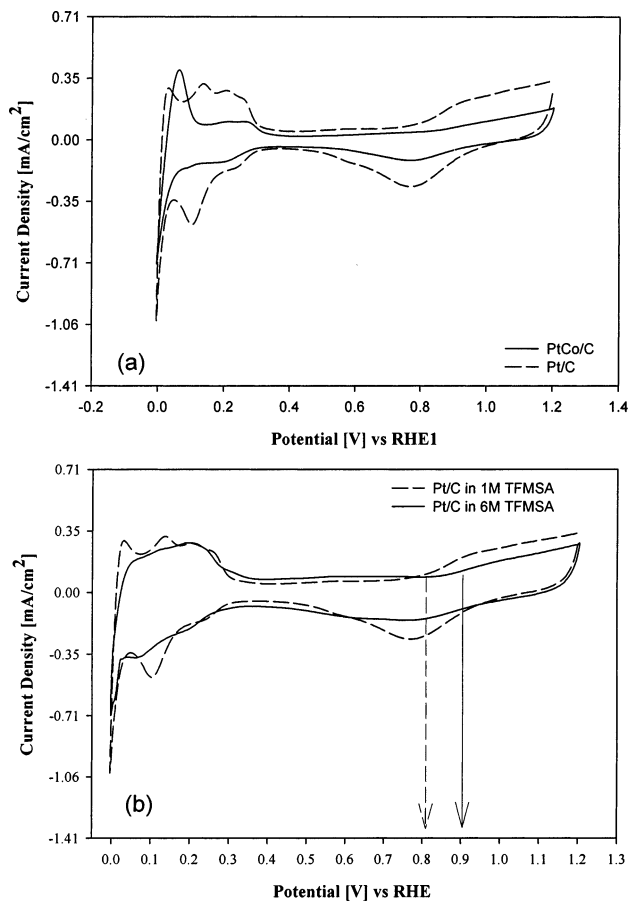 0.71
0.35
0.00
-0.35
-0.71
-1.06
-1.41
Current Density [mA/cm2]
(a)
PtCo/C
Pt/C
-0.2 0.0 0.2 0.4 0.6 0.8 1.0 1.2 1.4
Potential [V] vs RHE1
0.71
0.35
0.00
-0.35
-0.71
-1.06
-1.41
Current Density [mA/cm2]
Pt/C in 1M TFMSA
Pt/C in 6M TFMSA
(b)
0.0 0.1 0.2 0.3 0.4 0.5 0.6 0.7 0.8 0.9 1.0 1.1 1.2 1.3
Potential [V] vs RHE